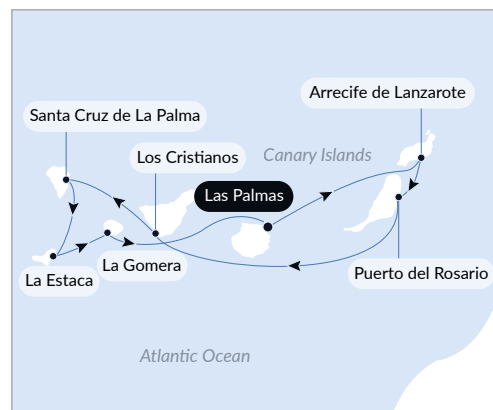 Arrecife de Lanzarote
Santa Cruz de La Palma
Los Cristianos
Canary Islands
Las Palmas
La Gomera
La Estaca
Puerto del Rosario
Atlantic Ocean